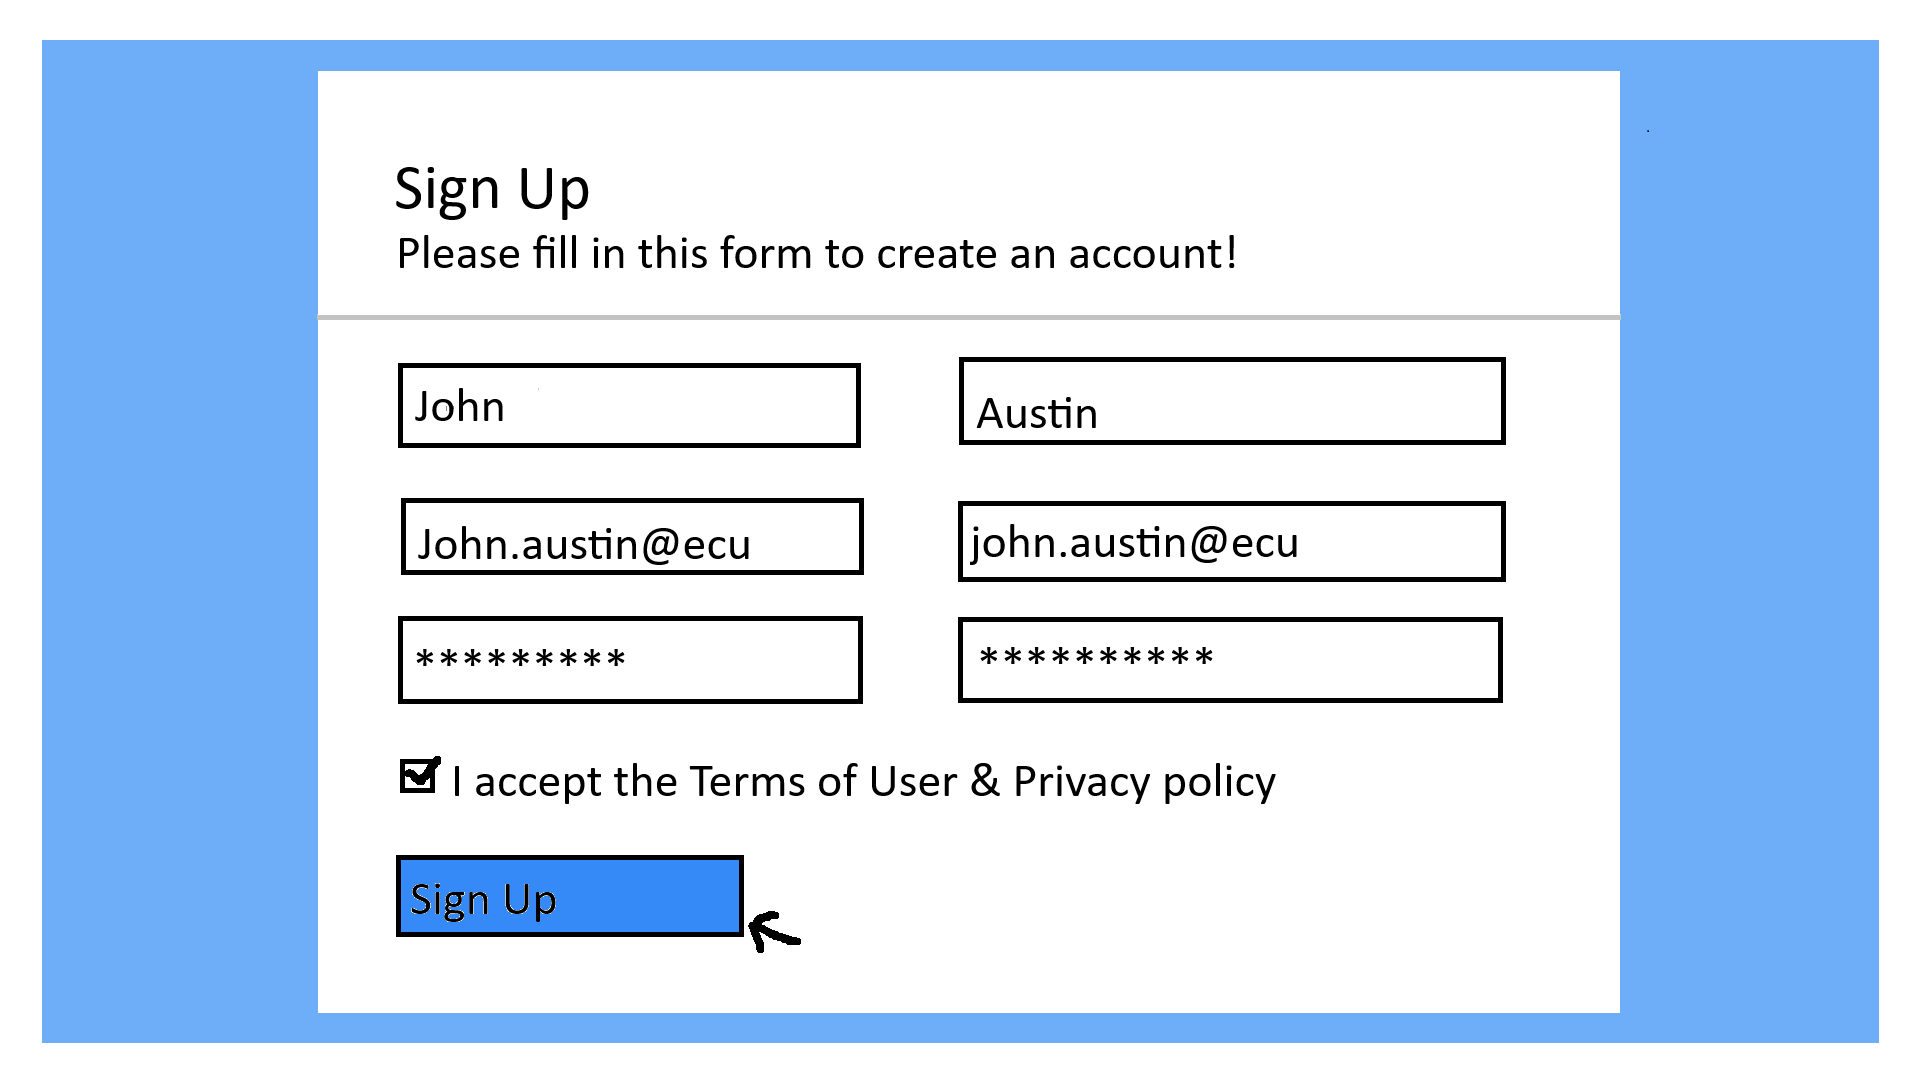 Sign Up
Please fill in this form to create an account!
John
Austin
John.austin@ecu
john.austin@ecu
*********
**********
I accept the Terms of User & Privacy policy
Sign Up